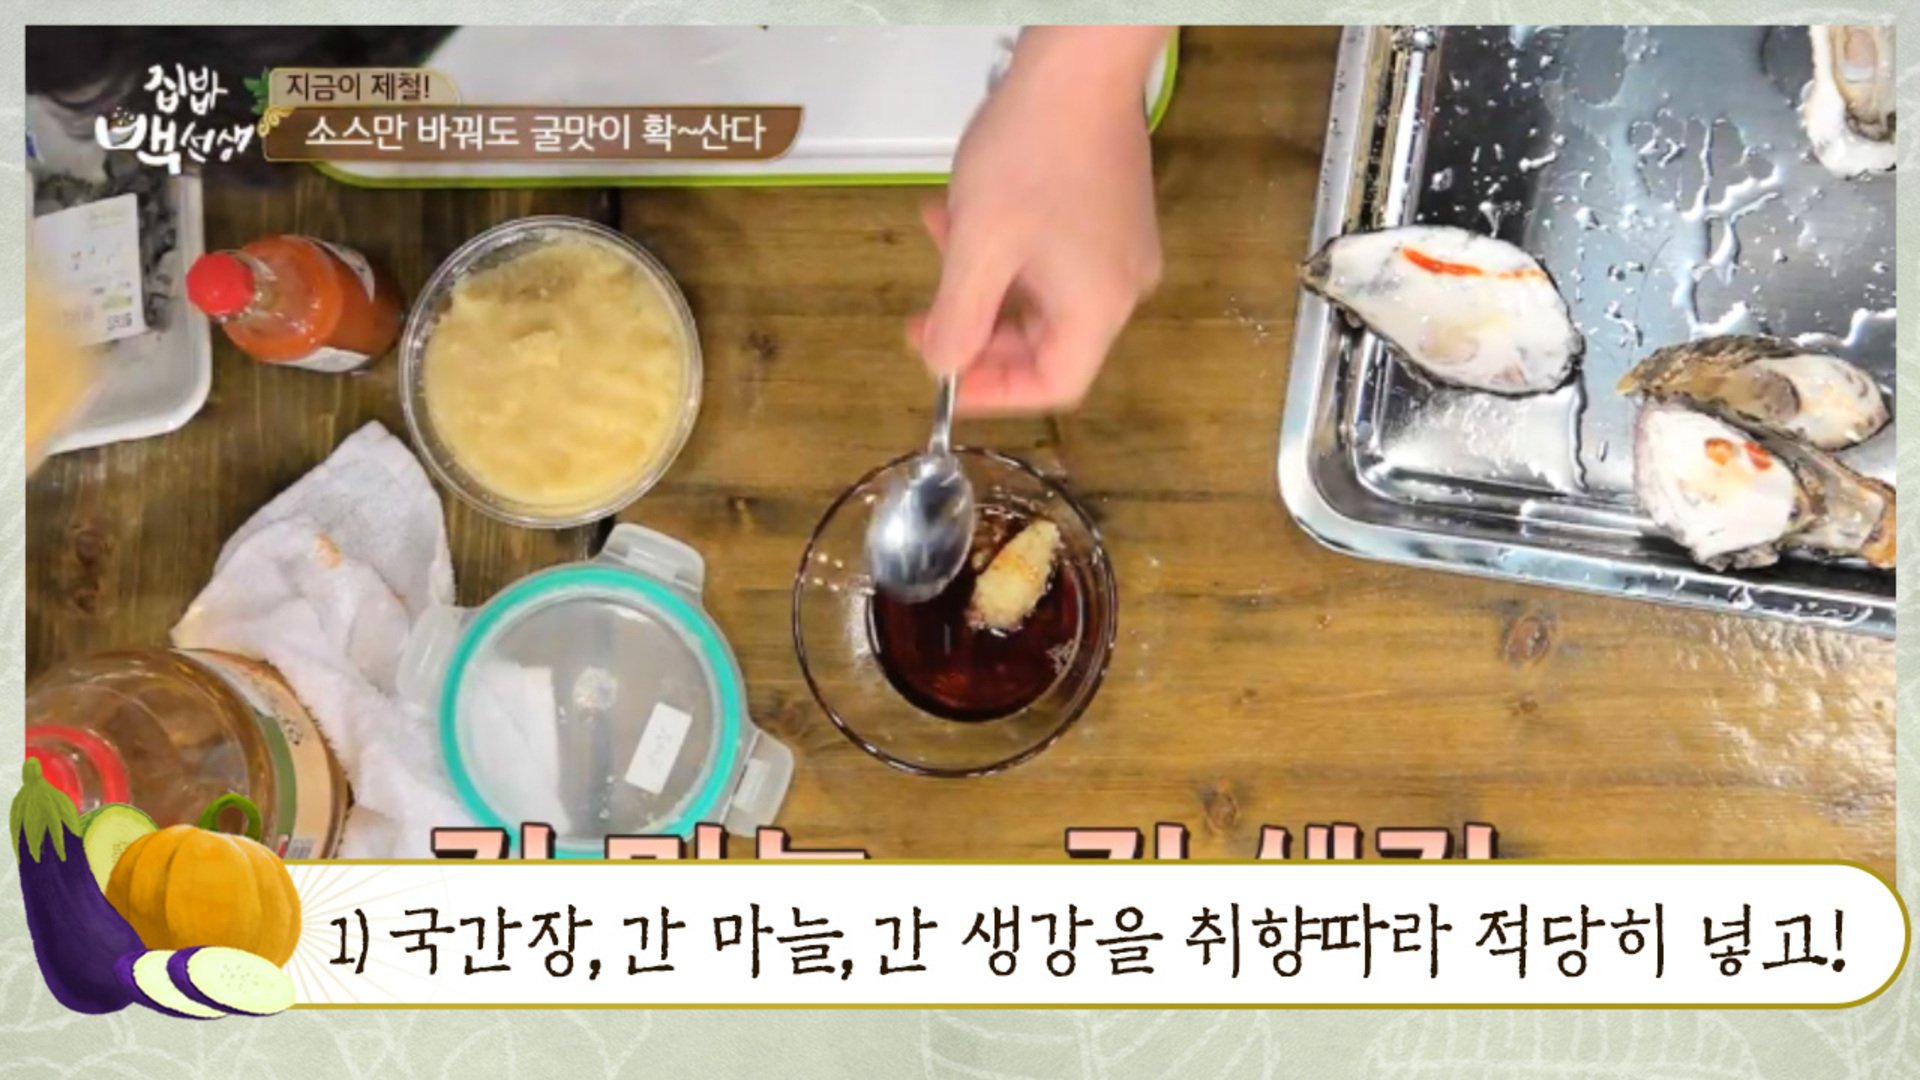 집밥
백선생
지금이 제철!
소스만 바꿔도 굴맛이 확~산다
1) 국간장, 간 마늘, 간 생강을 취향따라 적당히 넣고!